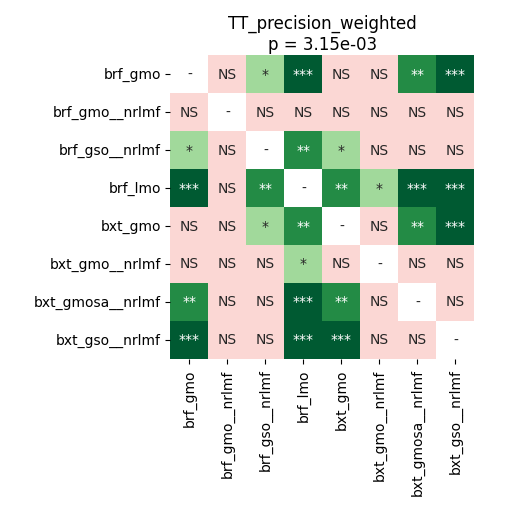 TT_precision_weighted
p = 3.15e-03
brf_gmo - NS * *** NS NS ** ***
brf_gmo__nrlmf NS - NS NS NS NS NS NS
brf_gso__nrlmf * NS - ** * NS NS NS
brf_lmo *** NS ** - ** * *** ***
bxt_gmo NS NS * ** - NS ** ***
bxt_gmo__nrlmf NS NS NS * NS - NS NS
bxt_gmosa__nrlmf ** NS NS *** ** NS - NS
bxt_gso__nrlmf *** NS NS *** *** NS NS -
brf_gmo
brf_gmo__nrlmf
brf_gso__nrlmf
brf_lmo
bxt_gmo
bxt_gmo__nrlmf
bxt_gmosa__nrlmf
bxt_gso__nrlmf